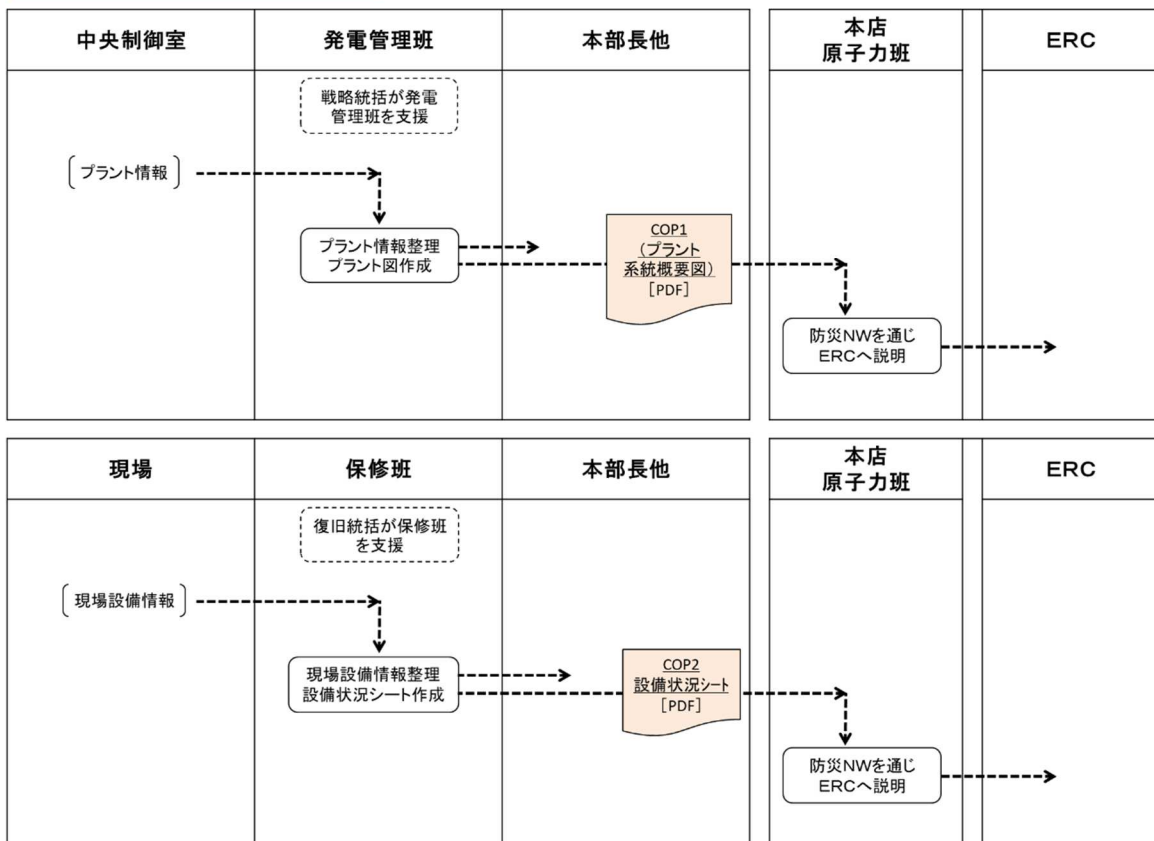 中央制御室
発電管理班
本部長他
本店
原子力班
ERC
戦略統括が発電
管理班を支援
プラント情報
プラント情報整理
プラント図作成
COP1
（プラント
系統概要図）
［PDF］
防災NWを通じ
ERCへ説明
現場
保修班
本部長他
本店
原子力班
ERC
復旧統括が保修班
を支援
現場設備情報
現場設備情報整理
設備状況シート作成
COP2
設備状況シート
［PDF］
防災NWを通じ
ERCへ説明